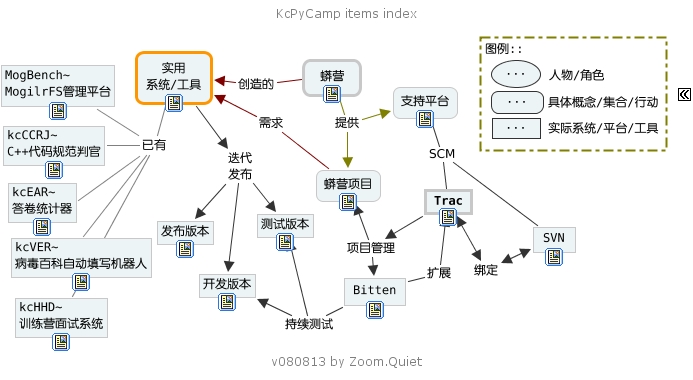 KcPyCamp items index
图例::
··· 人物/角色
··· 具体概念/集合/行动
··· 实际系统/平台/工具
实用
系统/工具
创造的
蟒营
MogBench~
MogilrFS管理平台
支持平台
需求
提供
kcCCRJ~
C++代码规范判官
已有
SCM
迭代
发布
蟒营项目
kcEAR~
答卷统计器
Trac
发布版本
测试版本
SVN
kcVER~
病毒百科自动填写机器人
项目管理
扩展
绑定
开发版本
Bitten
kcHHD~
训练营面试系统
持续测试
v080813 by Zoom.Quiet